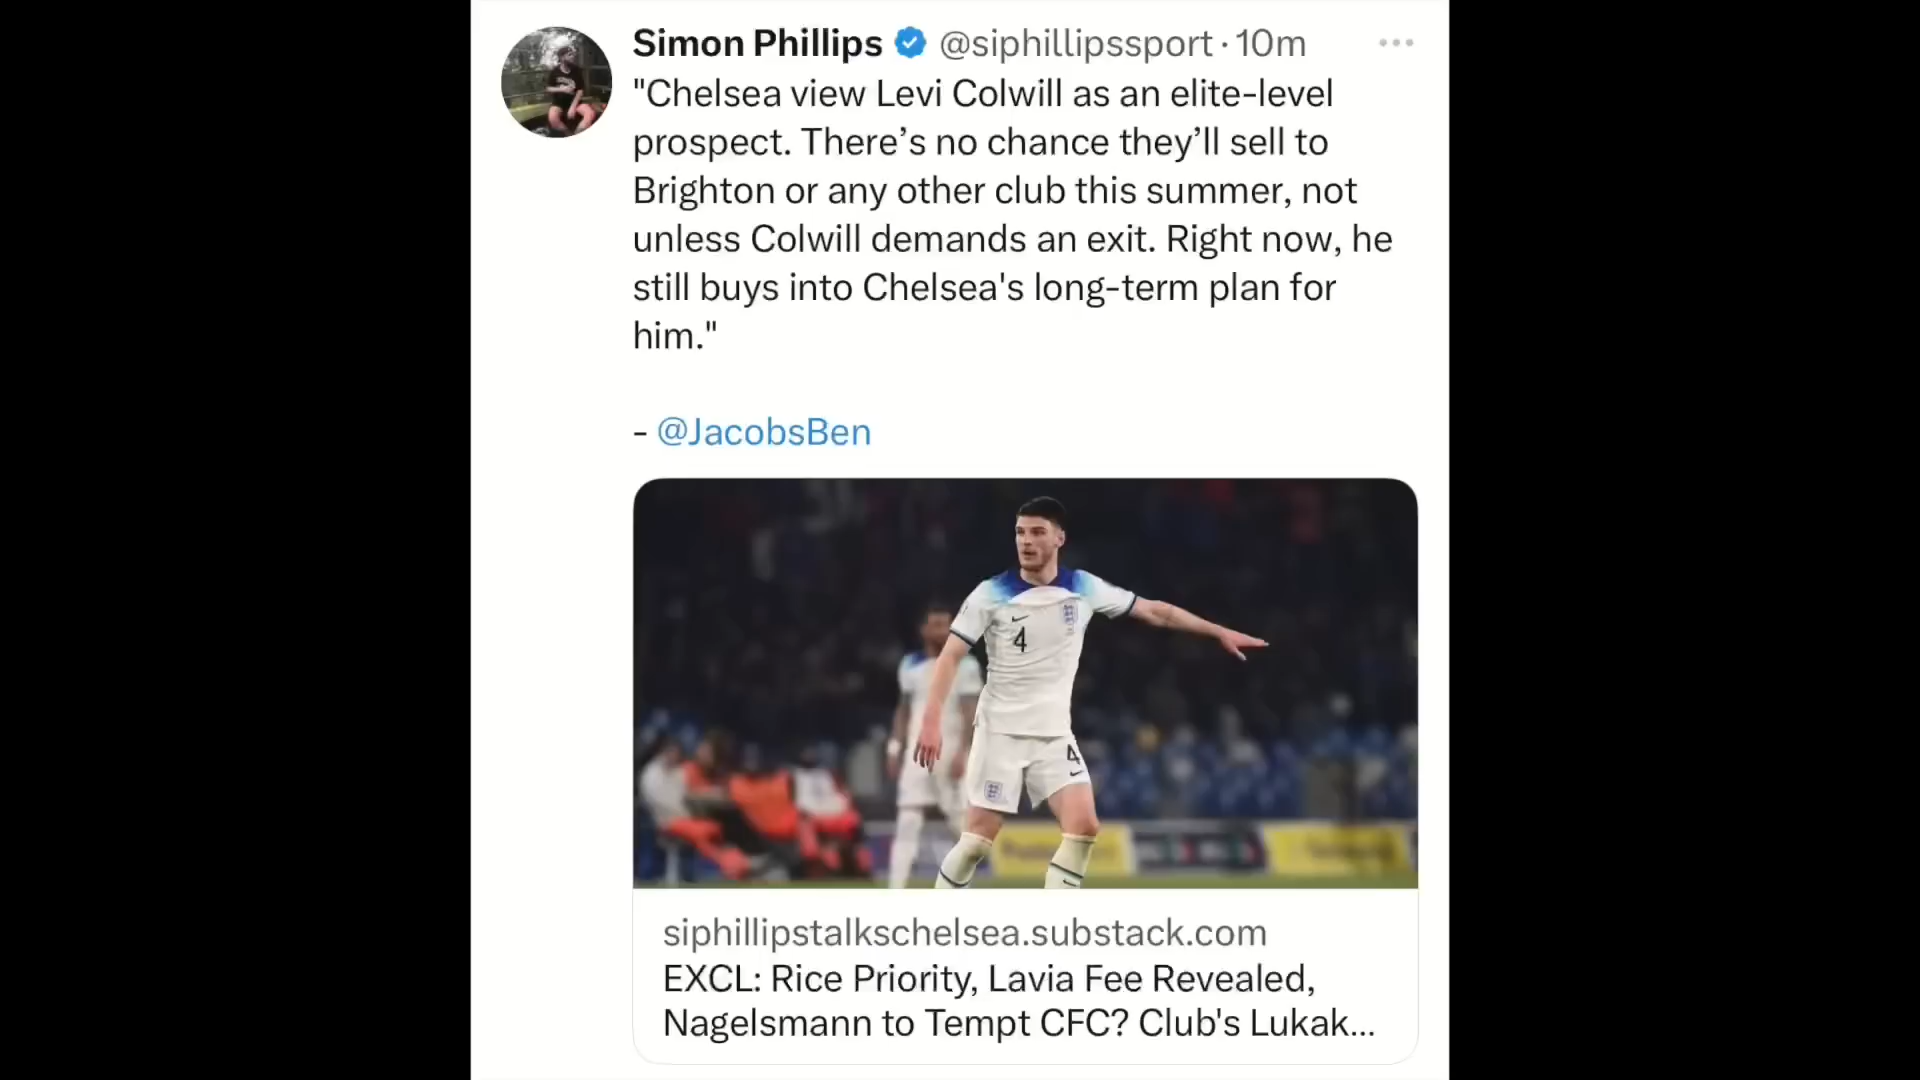 Simon Phillips @siphillipssport · 10m
"Chelsea view Levi Colwill as an elite-level
prospect. There’s no chance they’ll sell to
Brighton or any other club this summer, not
unless Colwill demands an exit. Right now, he
still buys into Chelsea's long-term plan for
him."
- @JacobsBen
4
4
siphillipstalkschelsea.substack.com
EXCL: Rice Priority, Lavia Fee Revealed,
Nagelsmann to Tempt CFC? Club's Lukak...